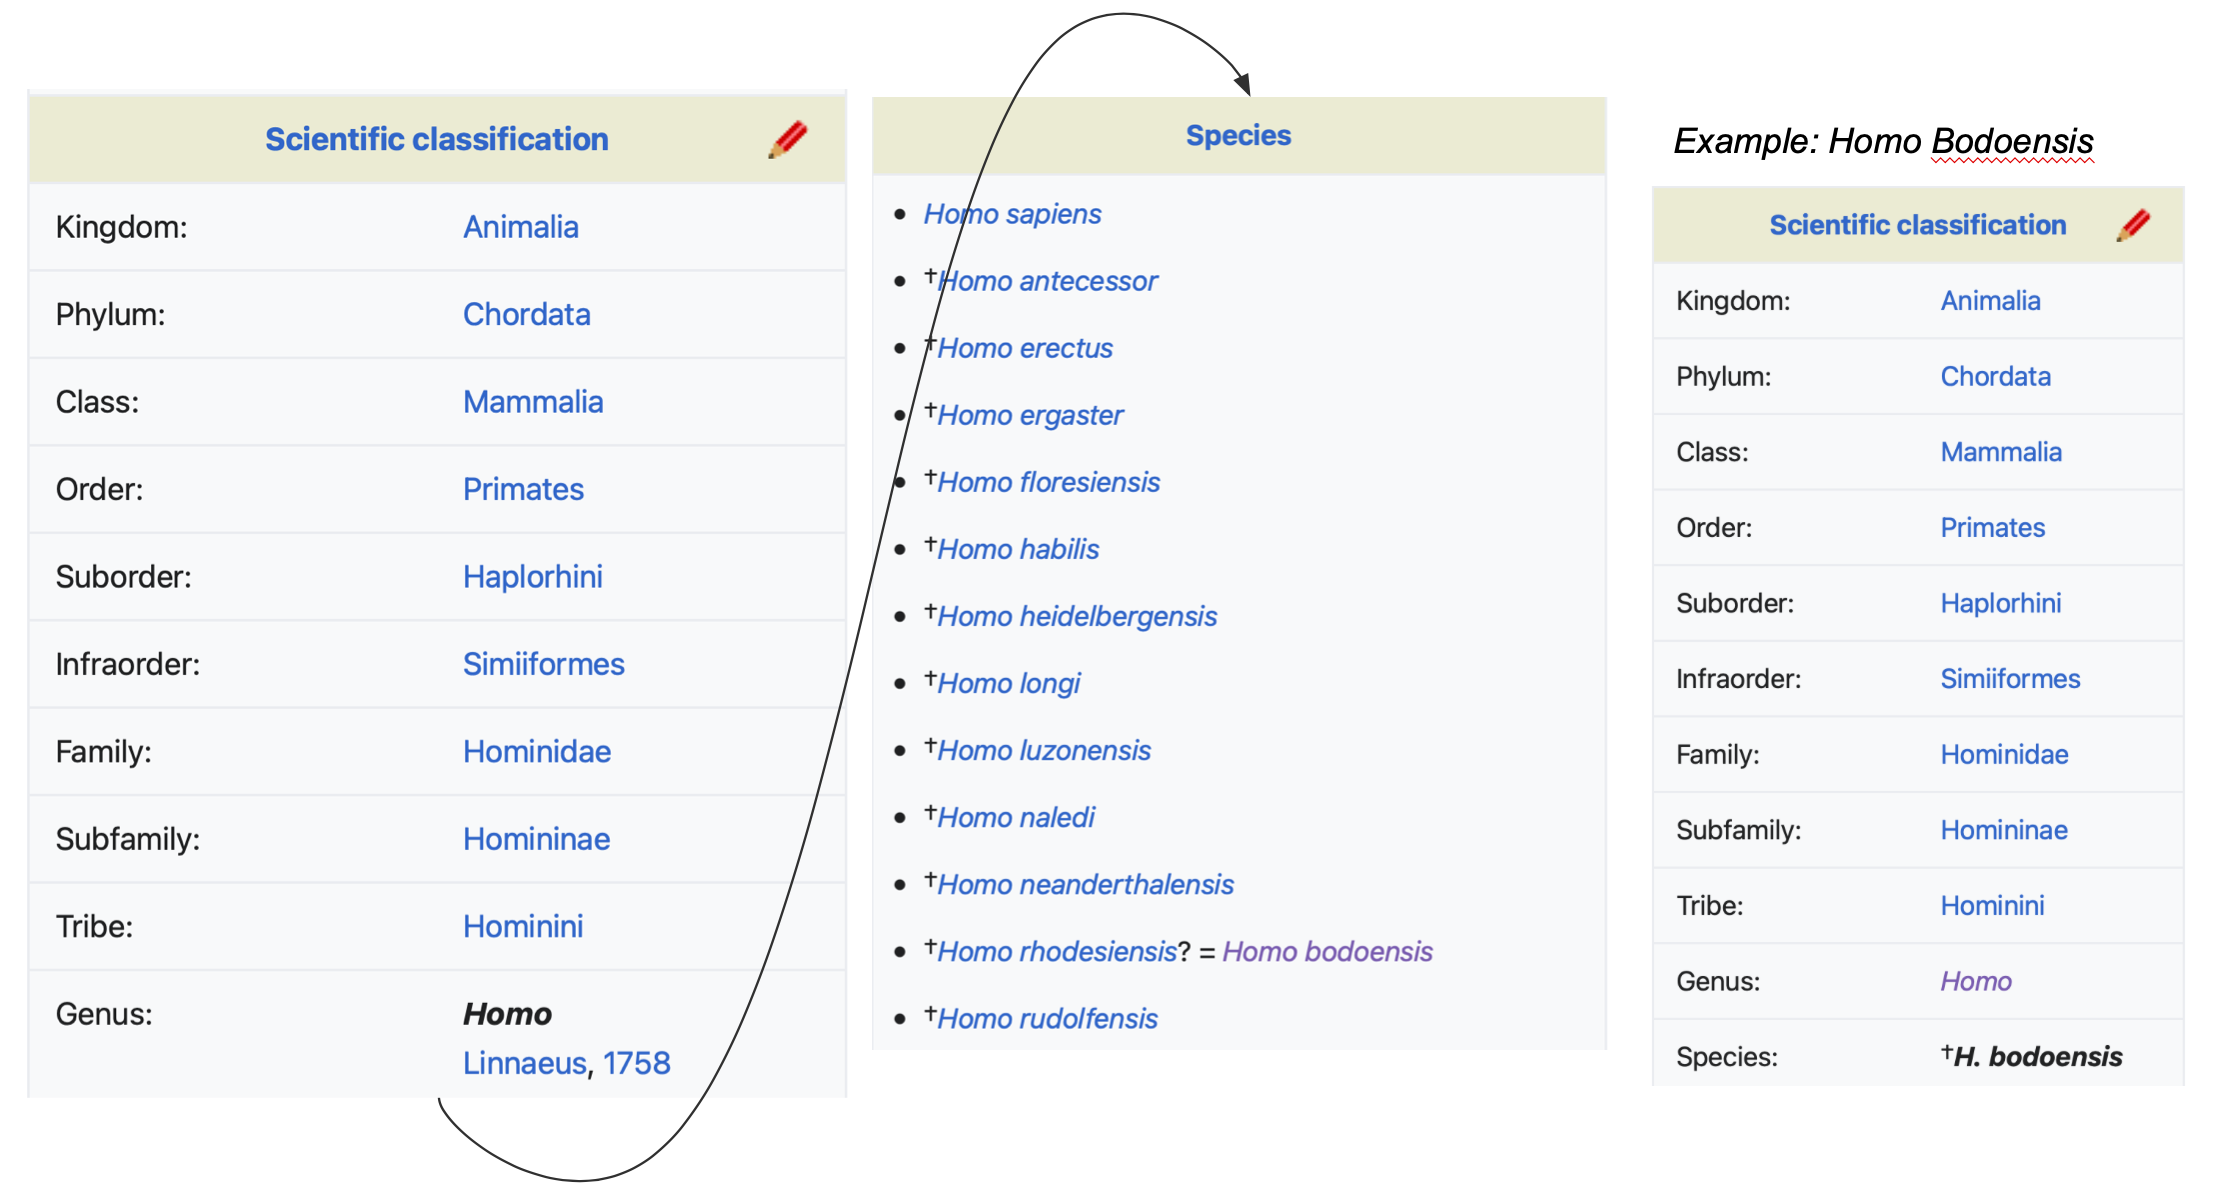 Scientific classification
Kingdom: Animalia
Phylum: Chordata
Class: Mammalia
Order: Primates
Suborder: Haplorhini
Infraorder: Simiiformes
Family: Hominidae
Subfamily: Homininae
Tribe: Hominini
Genus: Homo
Linnaeus, 1758
Species
• Homo sapiens
• †Homo antecessor
• †Homo erectus
• †Homo ergaster
• †Homo floresiensis
• †Homo habilis
• †Homo heidelbergensis
• †Homo longi
• †Homo luzonensis
• †Homo naledi
• †Homo neanderthalensis
• †Homo rhodesiensis? = Homo bodoensis
• †Homo rudolfensis
Example: Homo Bodoensis
Scientific classification
Kingdom: Animalia
Phylum: Chordata
Class: Mammalia
Order: Primates
Suborder: Haplorhini
Infraorder: Simiiformes
Family: Hominidae
Subfamily: Homininae
Tribe: Hominini
Genus: Homo
Species: †H. bodoensis